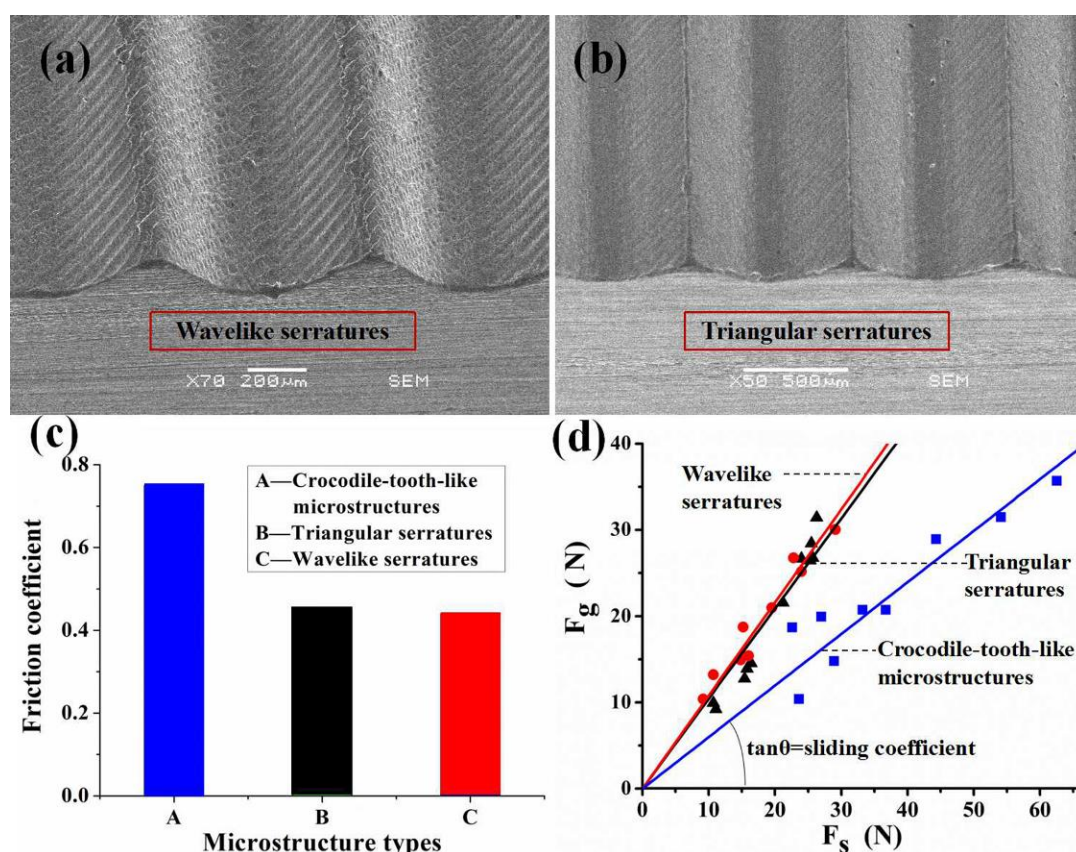 (a)
Wavelike serratures
X70 200μm SEM
(b)
Triangular serratures
X50 500μm SEM
(c)
0.8
0.6
0.4
0.2
0.0
Friction coefficient
A—Crocodile-tooth-like
microstructures
B—Triangular serratures
C—Wavelike serratures
A B C
Microstructure types
(d)
40
30
20
10
0
Fg (N)
Wavelike
serratures
Triangular
serratures
Crocodile-tooth-like
microstructures
tanθ=sliding coefficient
0 10 20 30 40 50 60
Fs (N)